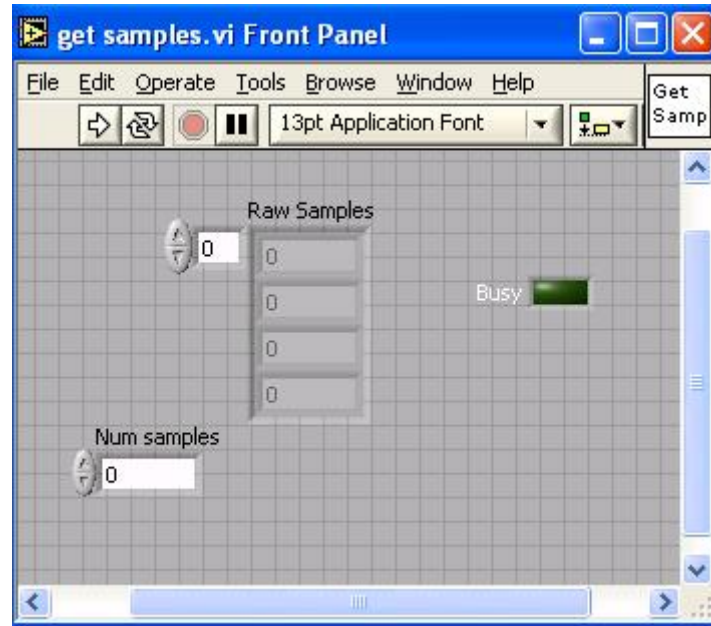 get samples.vi Front Panel
File Edit Operate Tools Browse Window Help
Get
Samp
13pt Application Font
Raw Samples
0
0
0
0
0
Busy
Num samples
0